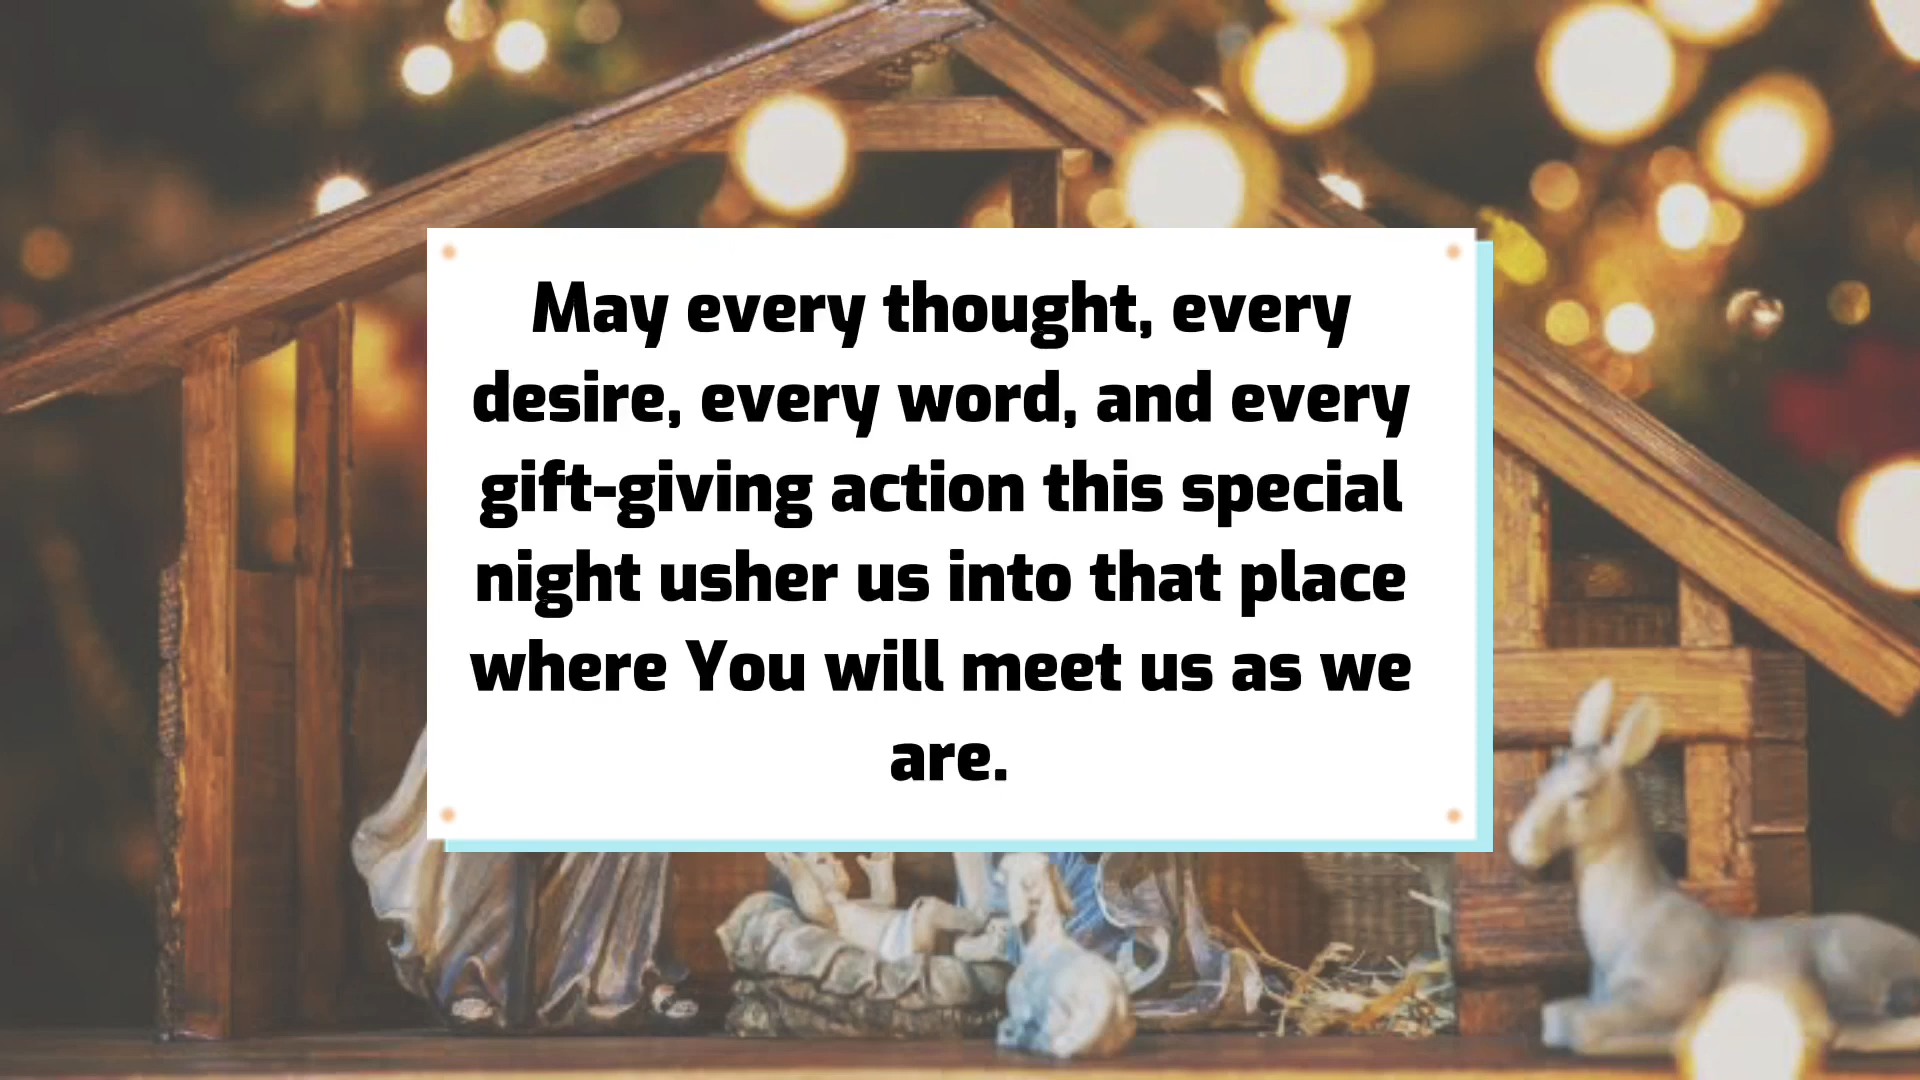 May every thought, every
desire, every word, and every
gift-giving action this special
night usher us into that place
where You will meet us as we
are.